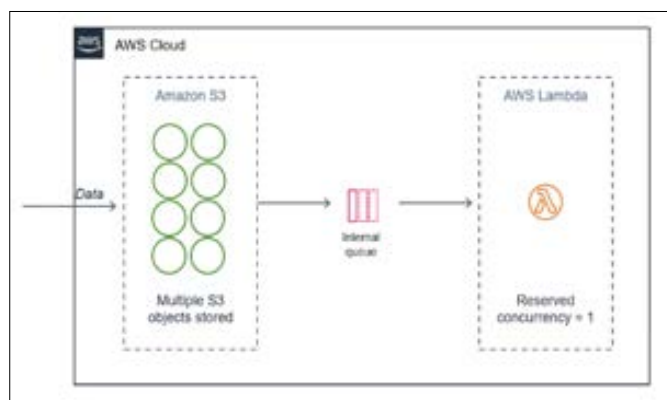 aws
AWS Cloud
Amazon S3
AWS Lambda
Data
Internal
queue
Multiple S3
objects stored
Reserved
concurrency = 1